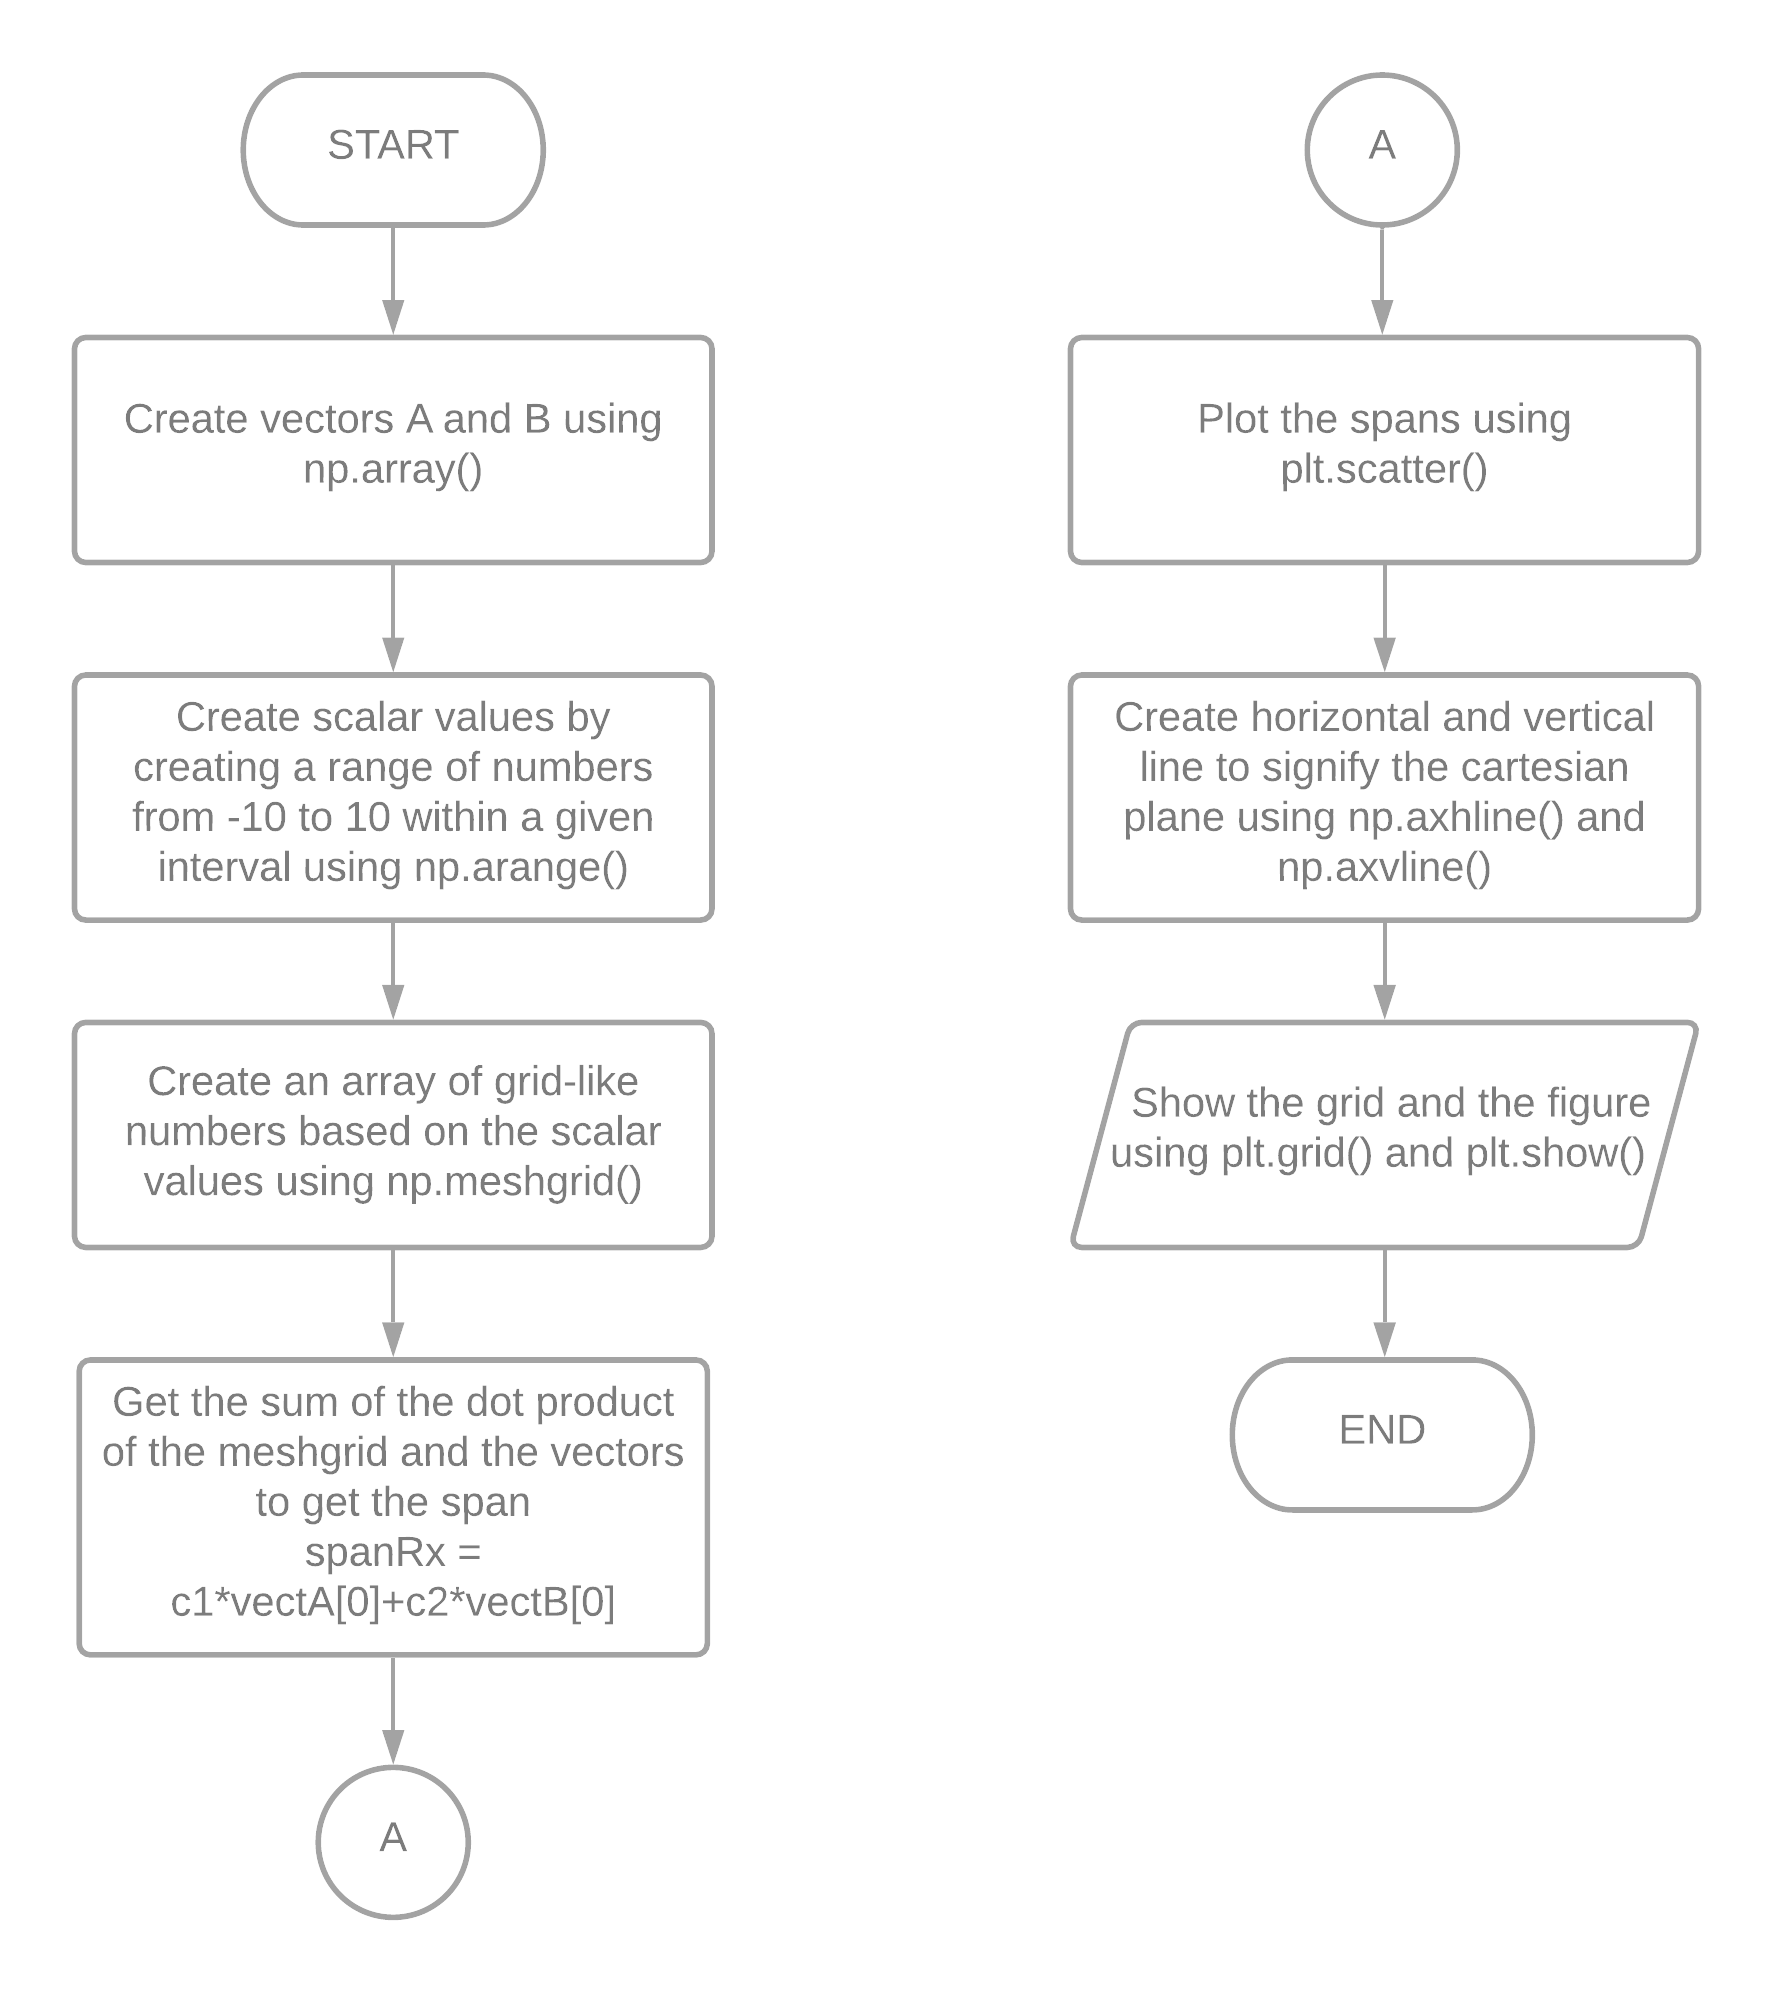 START
Create vectors A and B using
np.array()
Create scalar values by
creating a range of numbers
from -10 to 10 within a given
interval using np.arange()
Create an array of grid-like
numbers based on the scalar
values using np.meshgrid()
Get the sum of the dot product
of the meshgrid and the vectors
to get the span
spanRx =
c1*vectA[0]+c2*vectB[0]
A
A
Plot the spans using
plt.scatter()
Create horizontal and vertical
line to signify the cartesian
plane using np.axhline() and
np.axvline()
Show the grid and the figure
using plt.grid() and plt.show()
END